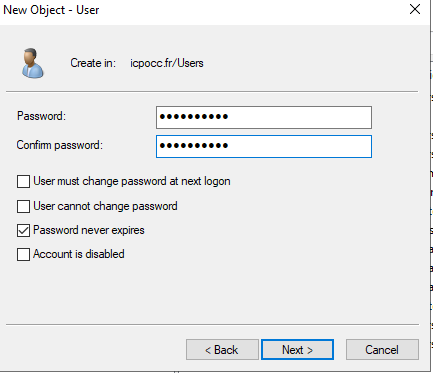 New Object - User
Create in: icpocc.fr/Users
Password: ••••••••••
Confirm password: ••••••••••
User must change password at next logon
User cannot change password
Password never expires
Account is disabled
< Back Next > Cancel